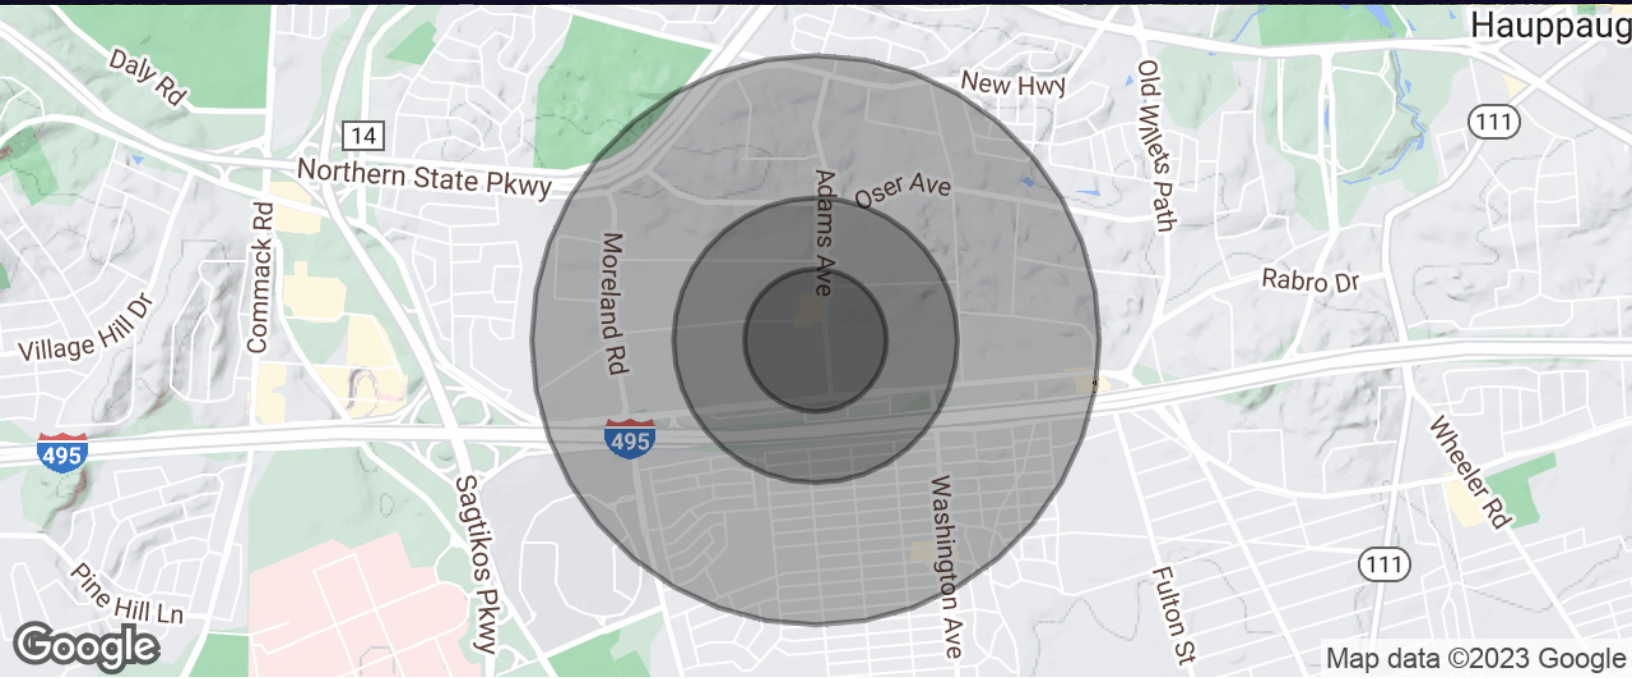 Hauppaug
Daly Rd
New Hwy
Old Willets Path
111
14
Northern State Pkwy
Adams Ave
Oser Ave
Commack Rd
Moreland Rd
Rabro Dr
Village Hill Dr
495
495
Wheeler Rd
Sagtikos Pkwy
Washington Ave
111
Pine Hill Ln
Fulton St
Google
Map data ©2023 Google